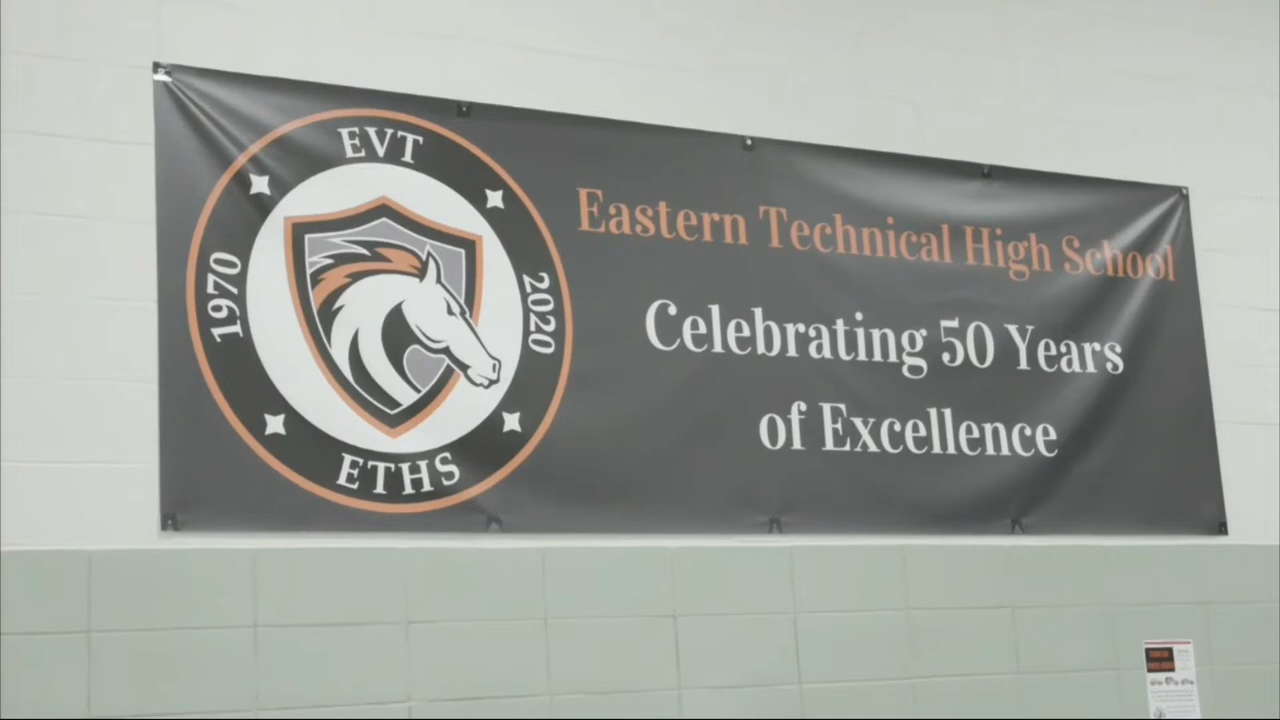 EVT
1970
2020
ETHS
Eastern Technical High School
Celebrating 50 Years
of Excellence